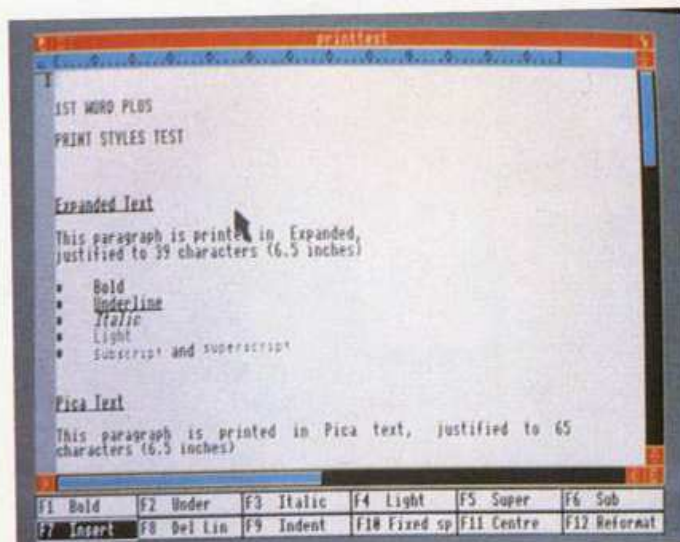 printtest
1ST WORD PLUS
PRINT STYLES TEST
Expanded Text
This paragraph is printed in Expanded,
justified to 39 characters (6.5 inches)
Bold
Underline
Italic
Light
Subscript and superscript
Pica Text
This paragraph is printed in Pica text, justified to 65
characters (6.5 inches)
F1 Bold F2 Under F3 Italic F4 Light F5 Super F6 Sub
F7 Insert F8 Del Lin F9 Indent F10 Fixed sp F11 Centre F12 Reformat